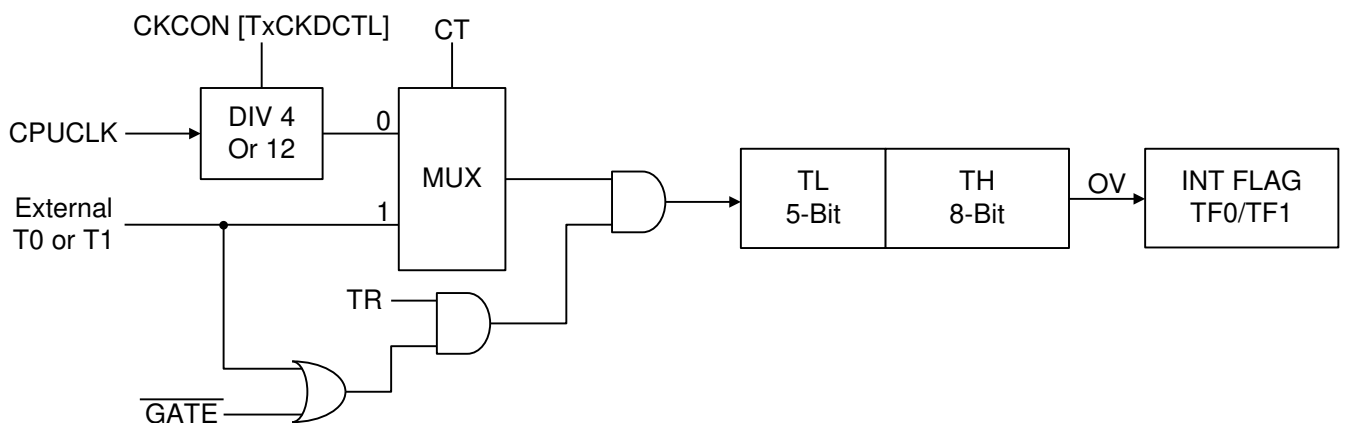 CKCON [TxCKDCTL]
CT
CPUCLK
DIV 4
Or 12
0
MUX
External
T0 or T1
1
TL
5-Bit
TH
8-Bit
OV
INT FLAG
TF0/TF1
TR
GATE